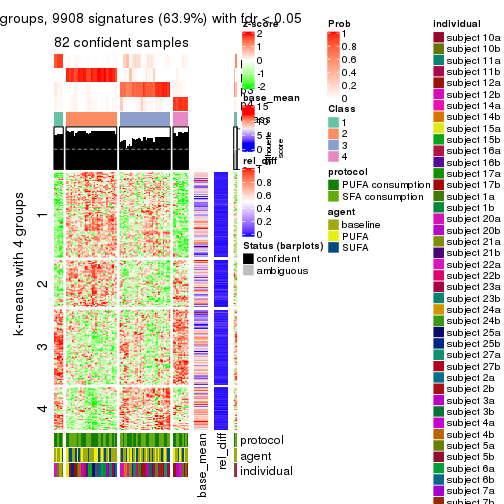 groups, 9908 signatures (63.9%) with fdr < 0.05
82 confident samples
k-means with 4 groups
1
2
3
4
protocol
agent
individual
base_mean
rel_diff
z-score
2
1
0
-1
-2
base_mean
15
10
5
0
silhouette
score
rel_diff
1
0.8
0.6
0.4
0.2
0
Status (barplots)
confident
ambiguous
Prob
1
0.8
0.6
0.4
0.2
0
Class
1
2
3
4
protocol
PUFA consumption
SFA consumption
agent
baseline
PUFA
SUFA
individual
subject 10a
subject 10b
subject 11a
subject 11b
subject 12a
subject 12b
subject 14a
subject 14b
subject 15a
subject 15b
subject 16a
subject 16b
subject 17a
subject 17b
subject 1a
subject 1b
subject 20a
subject 20b
subject 21a
subject 21b
subject 22a
subject 22b
subject 23a
subject 23b
subject 24a
subject 24b
subject 25a
subject 25b
subject 27a
subject 27b
subject 2a
subject 2b
subject 3a
subject 3b
subject 4a
subject 4b
subject 5a
subject 5b
subject 6a
subject 6b
subject 7a
subject 7b